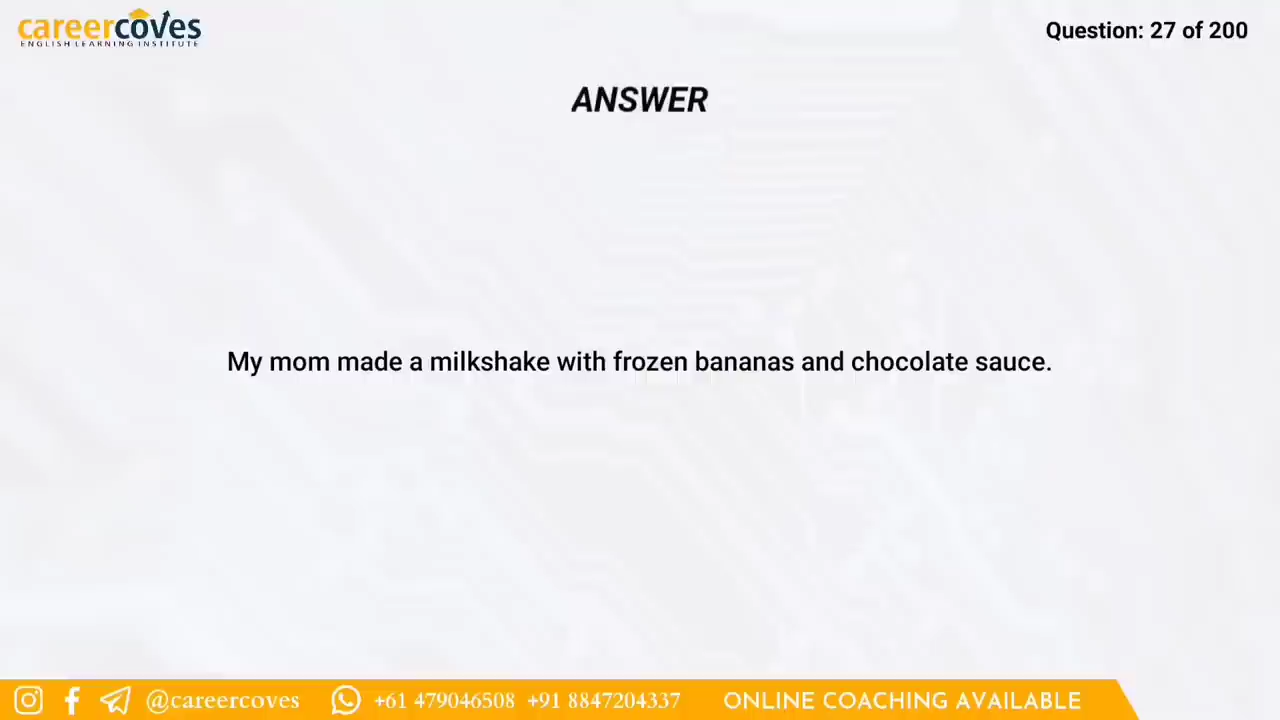 careercoves
ENGLISH LEARNING INSTITUTE
Question: 27 of 200
ANSWER
My mom made a milkshake with frozen bananas and chocolate sauce.
@careercoves +61 479046508 +91 8847204337 ONLINE COACHING AVAILABLE